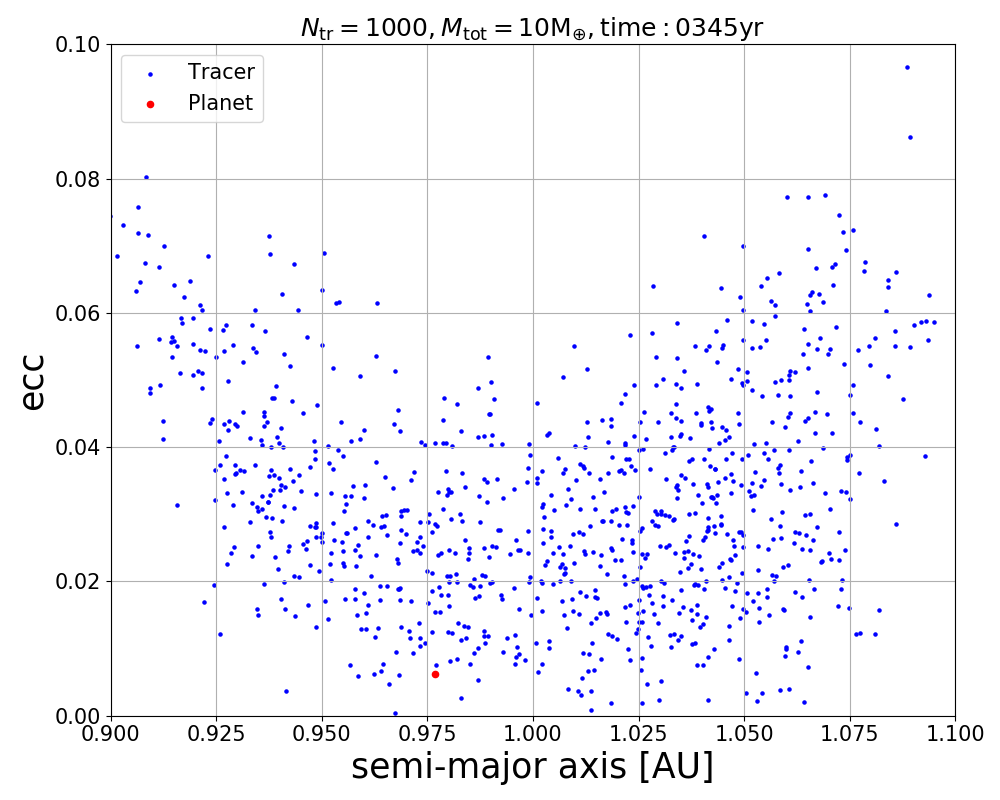 N_tr = 1000, M_tot = 10M_⊕, time : 0345yr
Tracer
Planet
ecc
0.10
0.08
0.06
0.04
0.02
0.00
0.900 0.925 0.950 0.975 1.000 1.025 1.050 1.075 1.100
semi-major axis [AU]